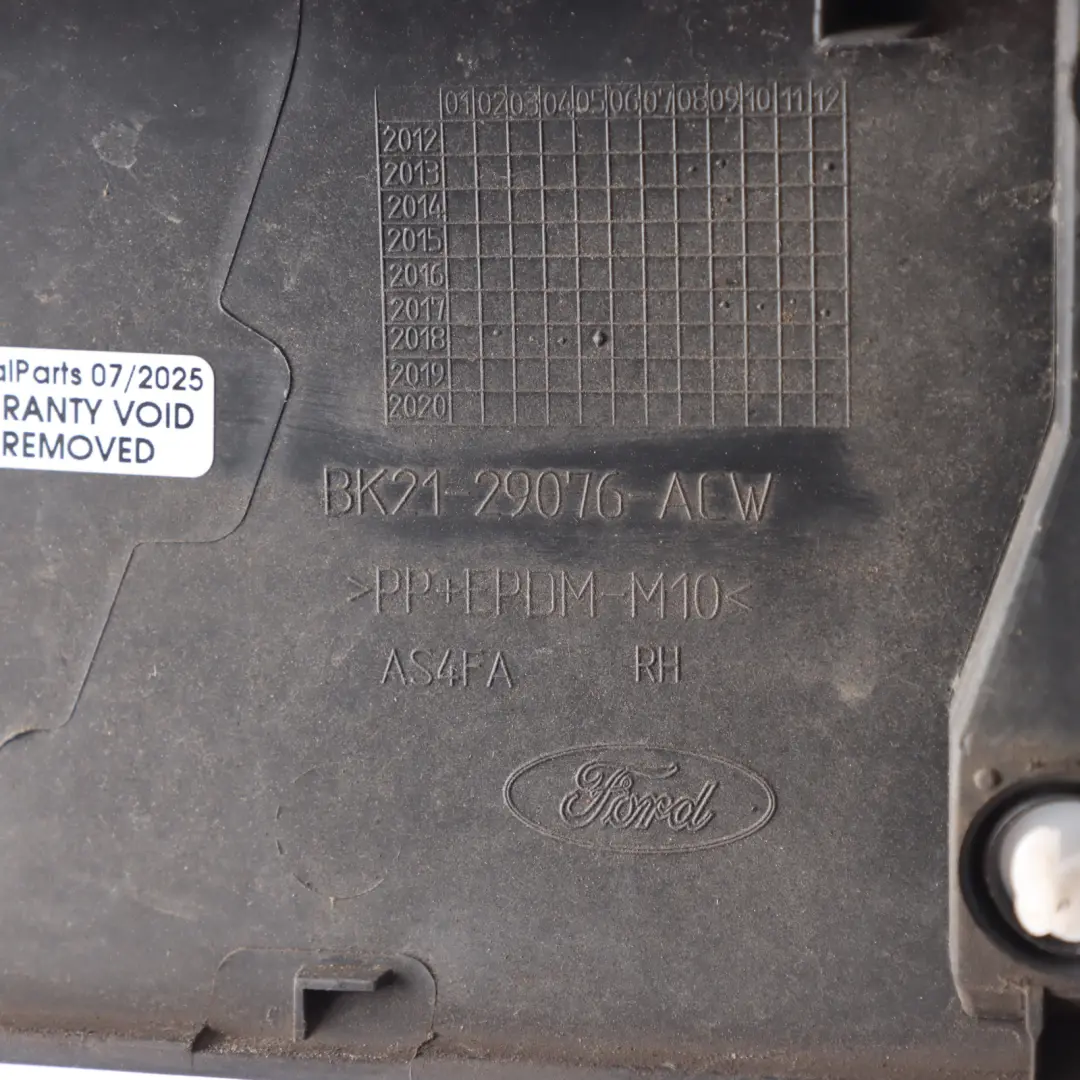 01 02 03 04 05 06 07 08 09 10 11 12
2012
2013
2014
2015
2016
2017
2018
2019
2020
alParts 07/2025
RANTY VOID
REMOVED
BK21-29076-ACW
>PP+EPDM-M10<
AS4FA RH
Ford